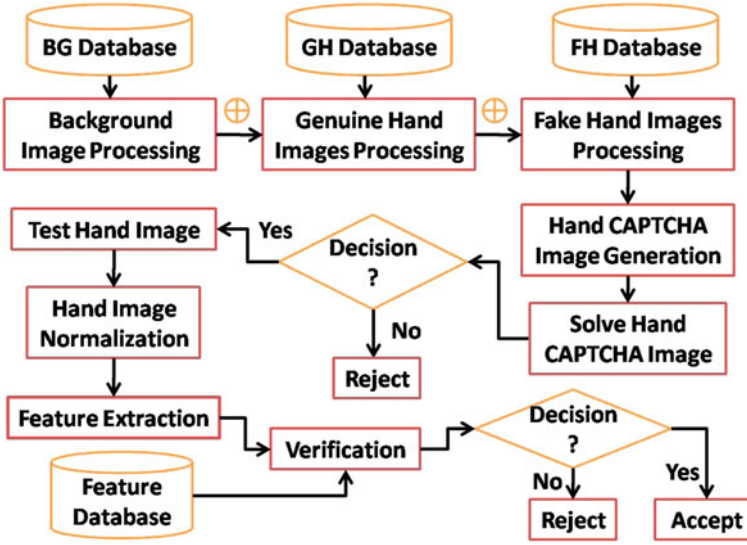 BG Database
GH Database
FH Database
Background
Image Processing
Genuine Hand
Images Processing
Fake Hand Images
Processing
Hand CAPTCHA
Image Generation
Solve Hand
CAPTCHA Image
Decision
?
Yes
No
Reject
Test Hand Image
Hand Image
Normalization
Feature Extraction
Feature
Database
Verification
Decision
?
No
Yes
Reject
Accept